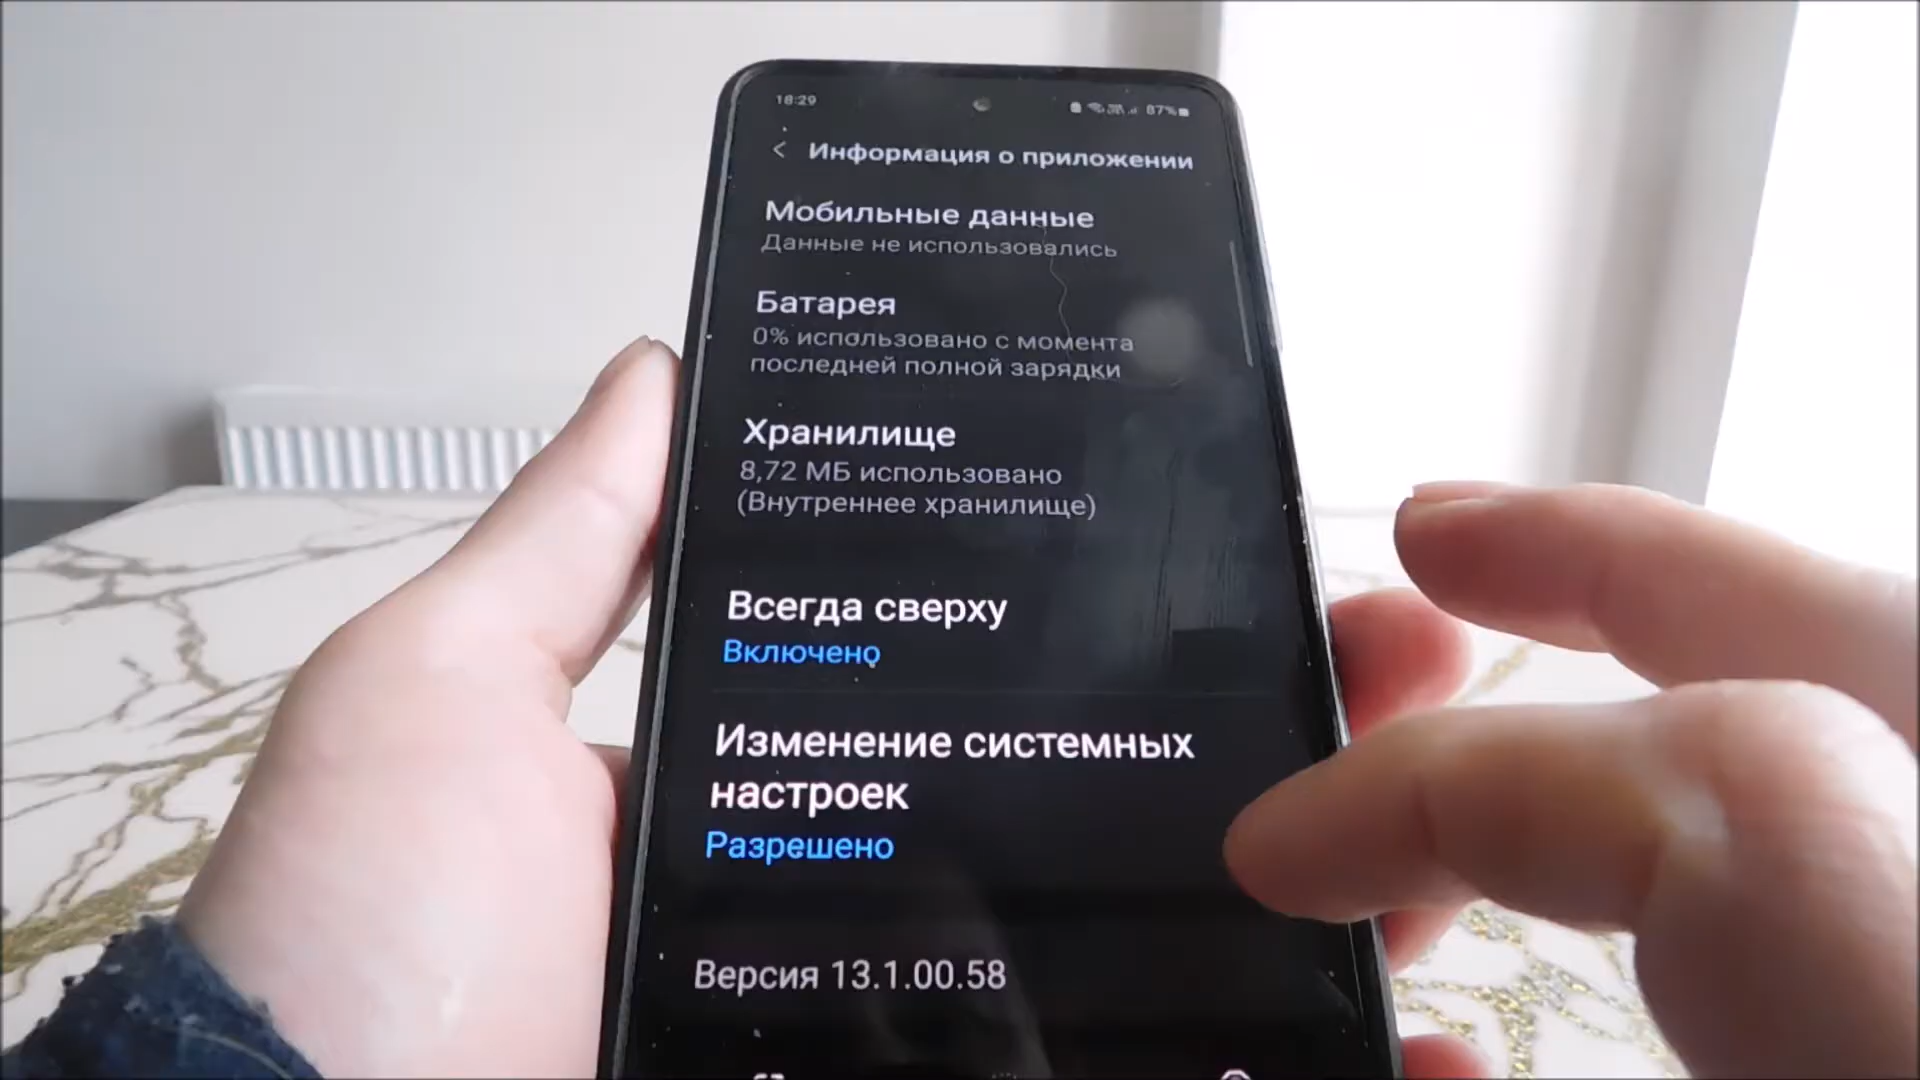 18:29
87%
< Информация о приложении
Мобильные данные
Данные не использовались
Батарея
0% использовано с момента
последней полной зарядки
Хранилище
8,72 МБ использовано
(Внутреннее хранилище)
Всегда сверху
Включено
Изменение системных
настроек
Разрешено
Версия 13.1.00.58